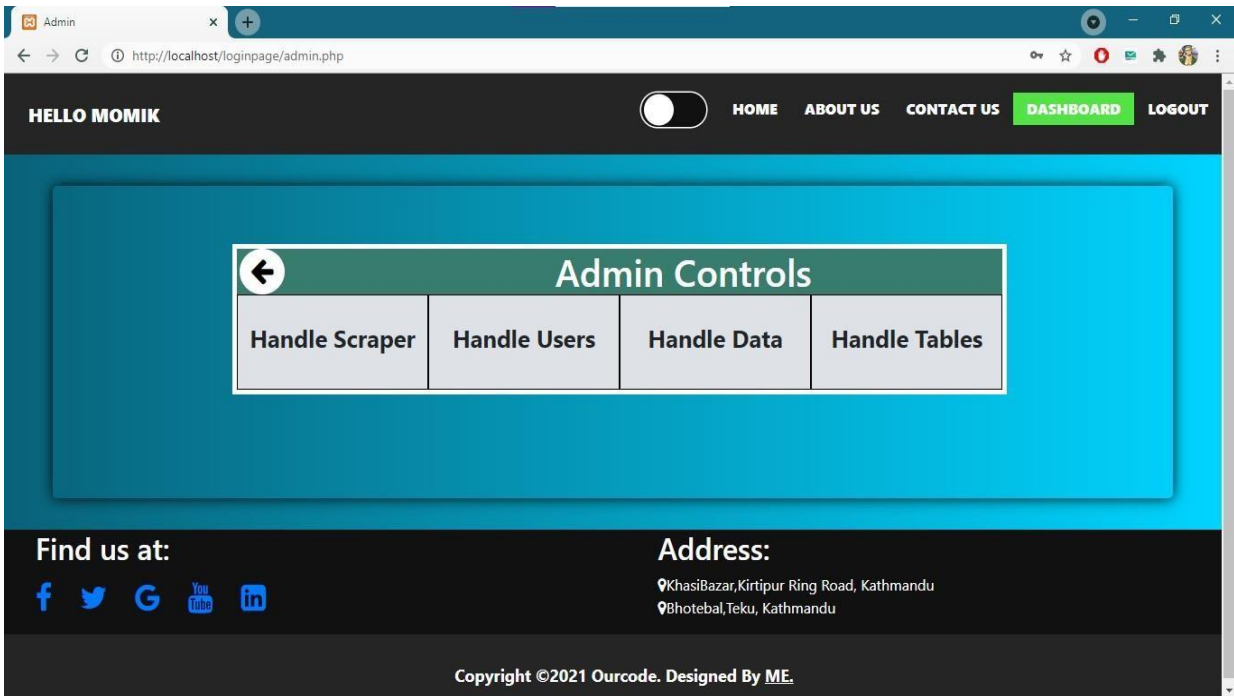 Admin
http://localhost/loginpage/admin.php
HELLO MOMIK
HOME ABOUT US CONTACT US DASHBOARD LOGOUT
Admin Controls
Handle Scraper Handle Users Handle Data Handle Tables
Find us at:
You Tube
Address:
KhasiBazar,Kirtipur Ring Road, Kathmandu
Bhotebal,Teku, Kathmandu
Copyright ©2021 Ourcode. Designed By ME.